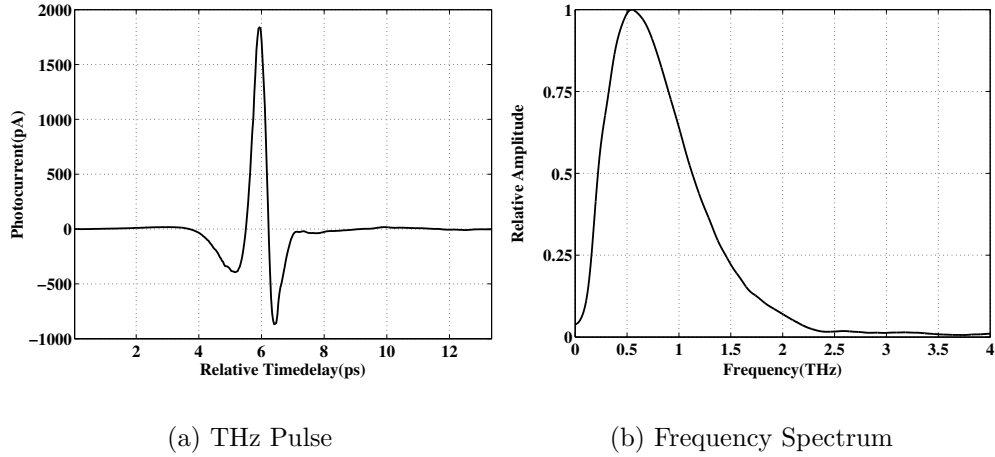 2000
1500
1000
500
0
−500
−1000
2 4 6 8 10 12
Photocurrent(pA)
Relative Timedelay(ps)
1
0.75
0.5
0.25
0
0 0.5 1 1.5 2 2.5 3 3.5 4
Relative Amplitude
Frequency(THz)
(a) THz Pulse
(b) Frequency Spectrum